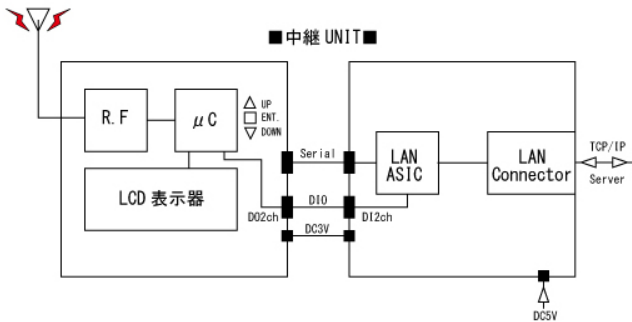 ■中継 UNIT■
R.F
μC
UP
ENT.
DOWN
LCD 表示器
Serial
DIO
DO2ch
DI2ch
DC3V
LAN
ASIC
LAN
Connector
TCP/IP
Server
DC5V